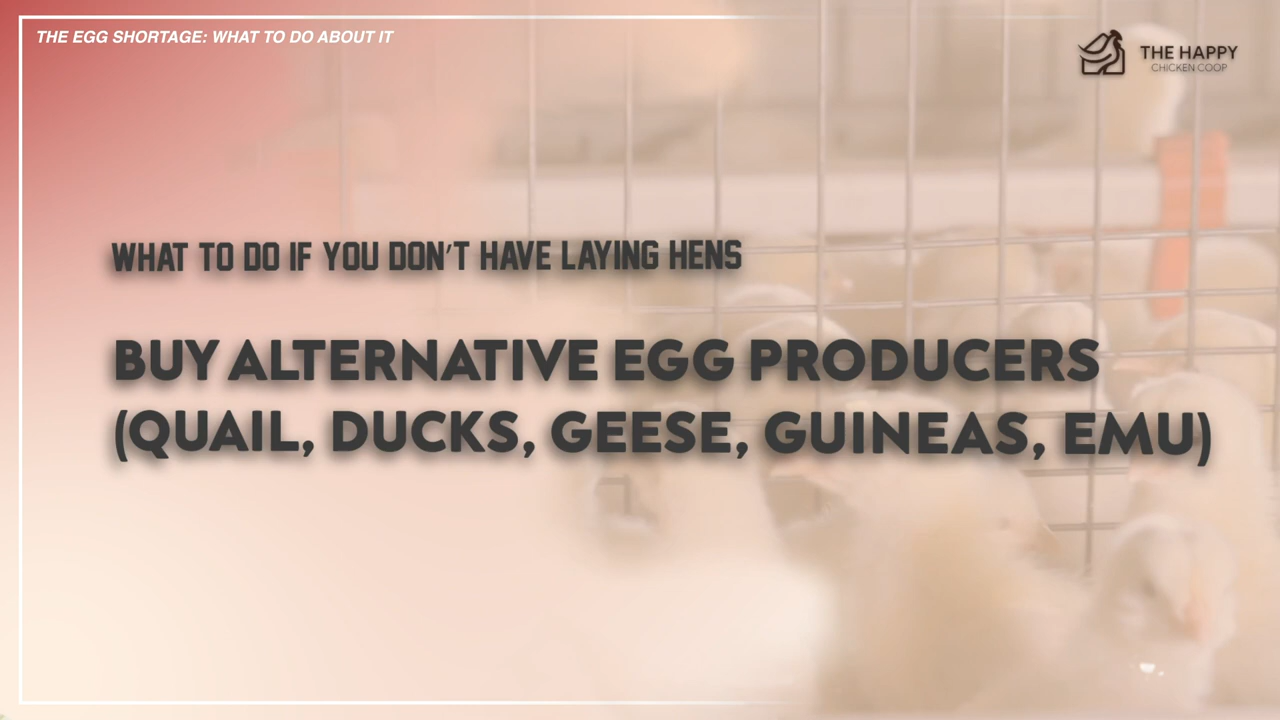 THE EGG SHORTAGE: WHAT TO DO ABOUT IT
THE HAPPY
CHICKEN COOP
WHAT TO DO IF YOU DON'T HAVE LAYING HENS
BUY ALTERNATIVE EGG PRODUCERS
(QUAIL, DUCKS, GEESE, GUINEAS, EMU)